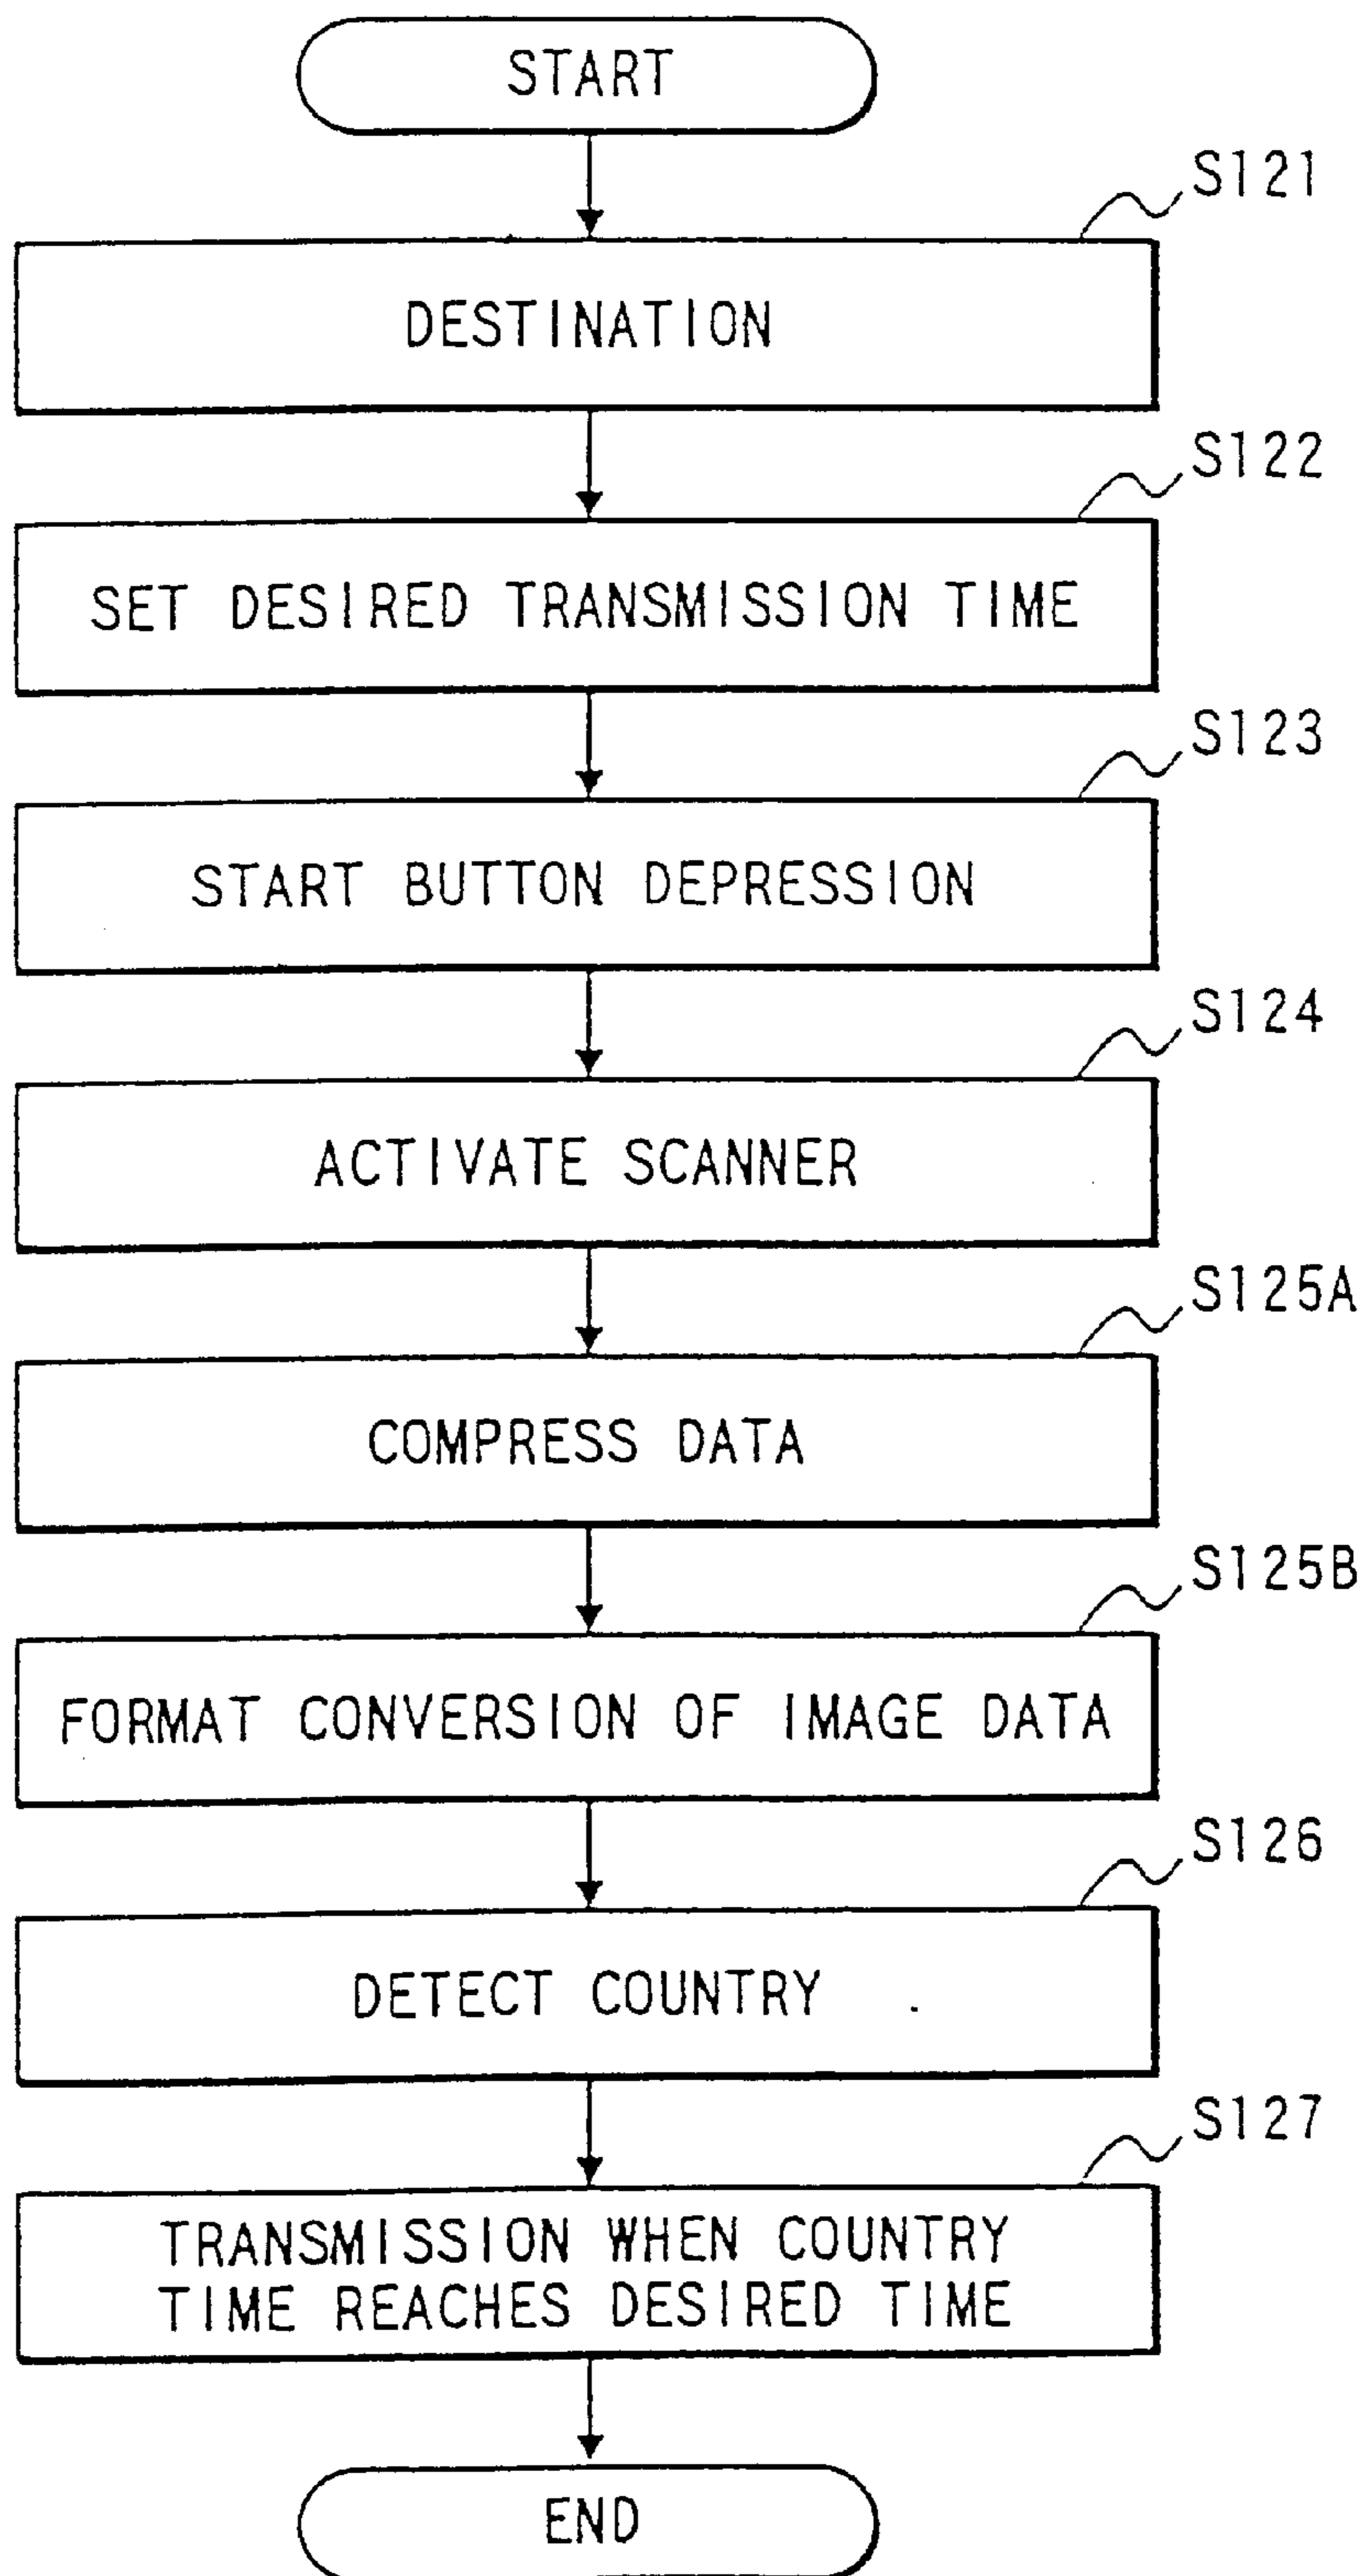 START
S121
DESTINATION
S122
SET DESIRED TRANSMISSION TIME
S123
START BUTTON DEPRESSION
S124
ACTIVATE SCANNER
S125A
COMPRESS DATA
S125B
FORMAT CONVERSION OF IMAGE DATA
S126
DETECT COUNTRY
S127
TRANSMISSION WHEN COUNTRY
TIME REACHES DESIRED TIME
END